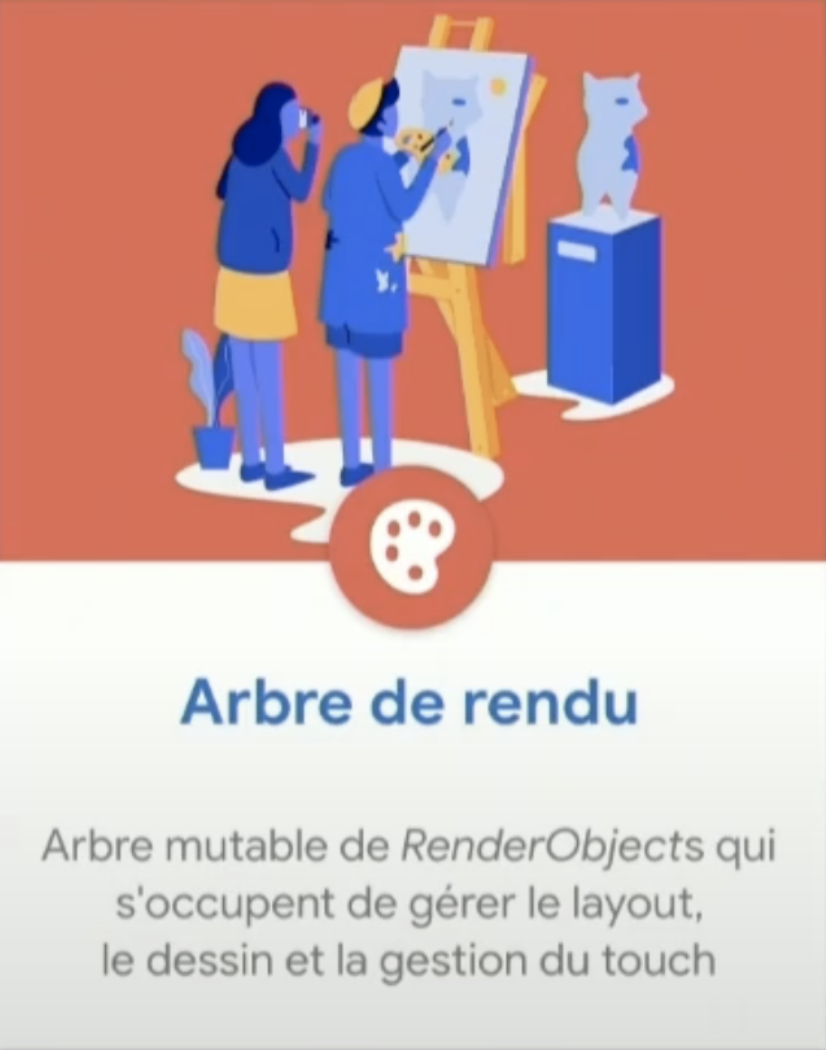 Arbre de rendu
Arbre mutable de RenderObjects qui
s'occupent de gérer le layout,
le dessin et la gestion du touch